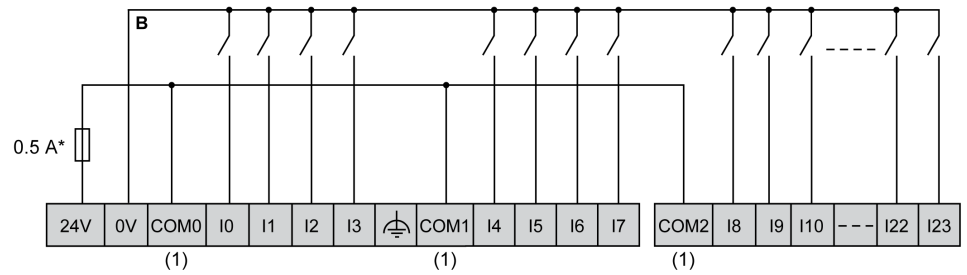 B
0.5 A*
24V 0V COM0 I0 I1 I2 I3 COM1 I4 I5 I6 I7 COM2 I8 I9 I10 I22 I23
(1) (1) (1)